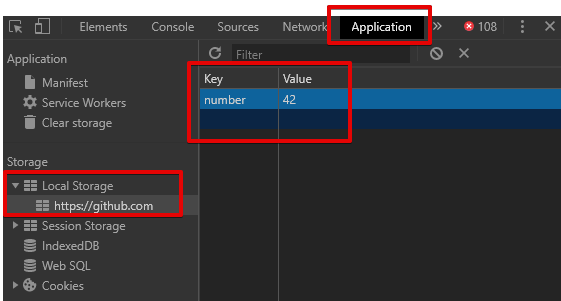 Elements Console Sources Network Application » 108
Filter
Application
Manifest
Service Workers
Clear storage
Key Value
number 42
Storage
Local Storage
https://github.com
Session Storage
IndexedDB
Web SQL
Cookies